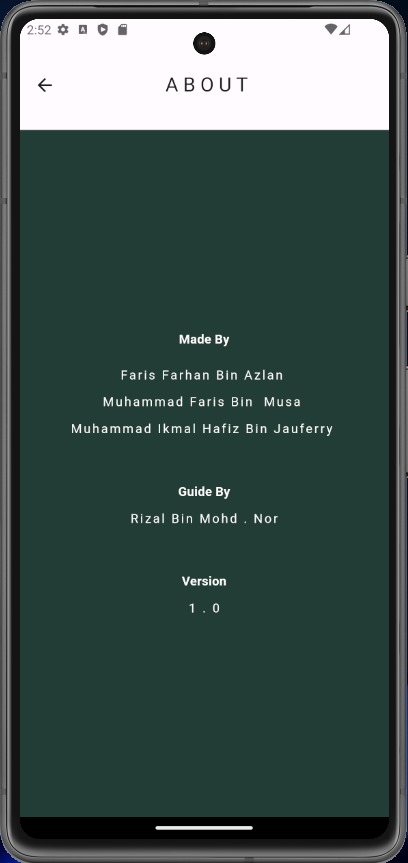 2:52
ABOUT
Made By
Faris Farhan Bin Azlan
Muhammad Faris Bin  Musa
Muhammad Ikmal Hafiz Bin Jauferry
Guide By
Rizal Bin Mohd . Nor
Version
1 . 0